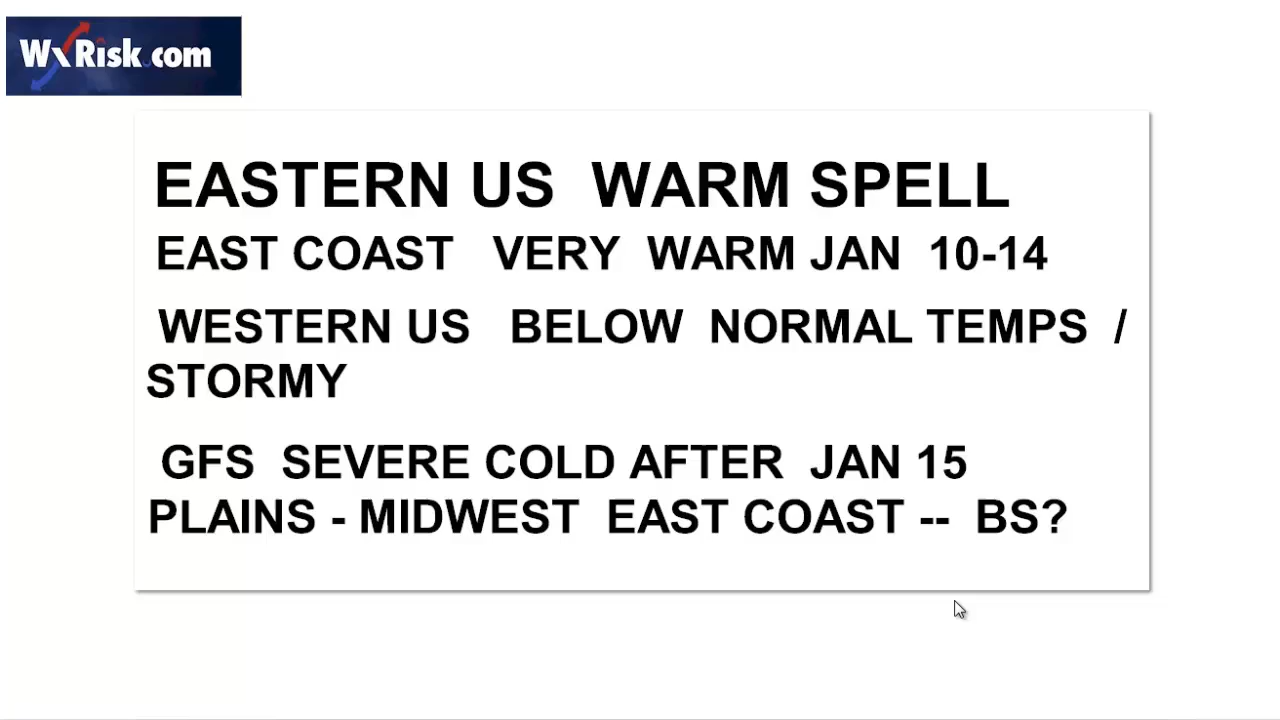 WxRisk.com
EASTERN US WARM SPELL
EAST COAST VERY WARM JAN 10-14
WESTERN US BELOW NORMAL TEMPS /
STORMY
GFS SEVERE COLD AFTER JAN 15
PLAINS - MIDWEST EAST COAST -- BS?